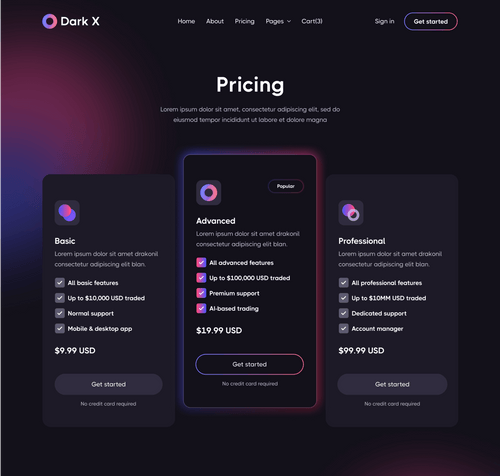 Dark X
Home About Pricing Pages Cart(3)
Sign in Get started
Pricing
Lorem ipsum dolor sit amet, consectetur adipiscing elit, sed do
eiusmod tempor incididunt ut labore et dolore magna
Basic
Lorem ipsum dolor sit amet drakonil
consectetur adipiscing elit blan.
All basic features
Up to $10,000 USD traded
Normal support
Mobile & desktop app
$9.99 USD
Get started
No credit card required
Popular
Advanced
Lorem ipsum dolor sit amet drakonil
consectetur adipiscing elit blan.
All advanced features
Up to $100,000 USD traded
Premium support
AI-based trading
$19.99 USD
Get started
No credit card required
Professional
Lorem ipsum dolor sit amet drakonil
consectetur adipiscing elit blan.
All professional features
Up to $10MM USD traded
Dedicated support
Account manager
$99.99 USD
Get started
No credit card required